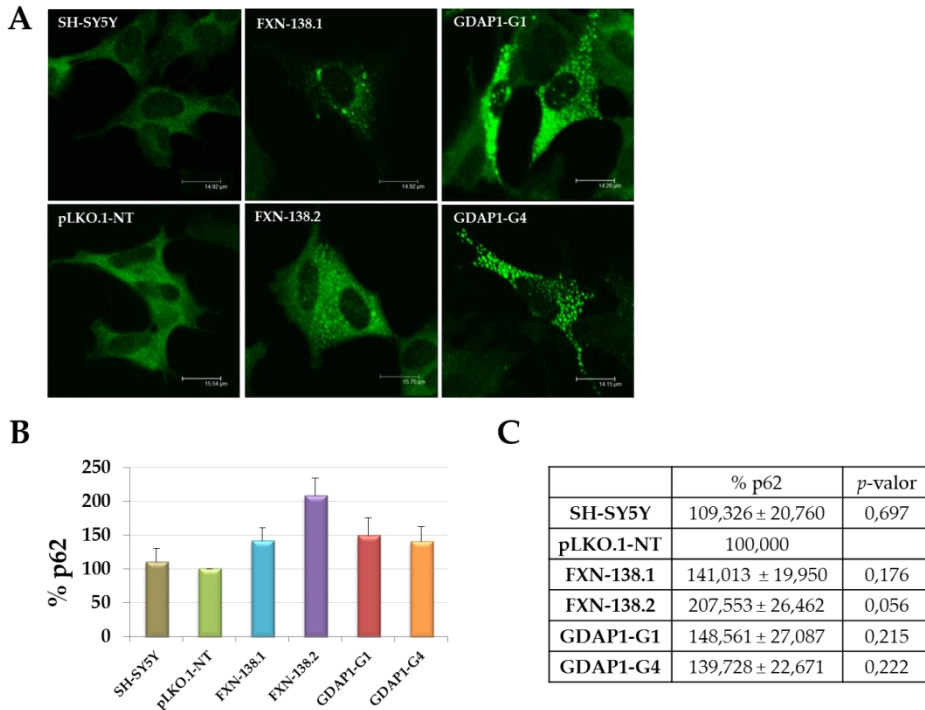 A
SH-SY5Y
FXN-138.1
GDAP1-G1
14.92 µm
14.92 µm
14.26 µm
pLKO.1-NT
FXN-138.2
GDAP1-G4
15.54 µm
15.75 µm
14.15 µm
B
% p62
250
200
150
100
50
0
SH-SY5Y
pLKO.1-NT
FXN-138.1
FXN-138.2
GDAP1-G1
GDAP1-G4
C
% p62 p-valor
SH-SY5Y 109,326 ± 20,760 0,697
pLKO.1-NT 100,000
FXN-138.1 141,013 ± 19,950 0,176
FXN-138.2 207,553 ± 26,462 0,056
GDAP1-G1 148,561 ± 27,087 0,215
GDAP1-G4 139,728 ± 22,671 0,222